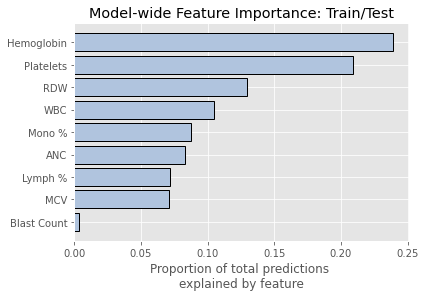 Model-wide Feature Importance: Train/Test
Hemoglobin
Platelets
RDW
WBC
Mono %
ANC
Lymph %
MCV
Blast Count
0.00 0.05 0.10 0.15 0.20 0.25
Proportion of total predictions
explained by feature